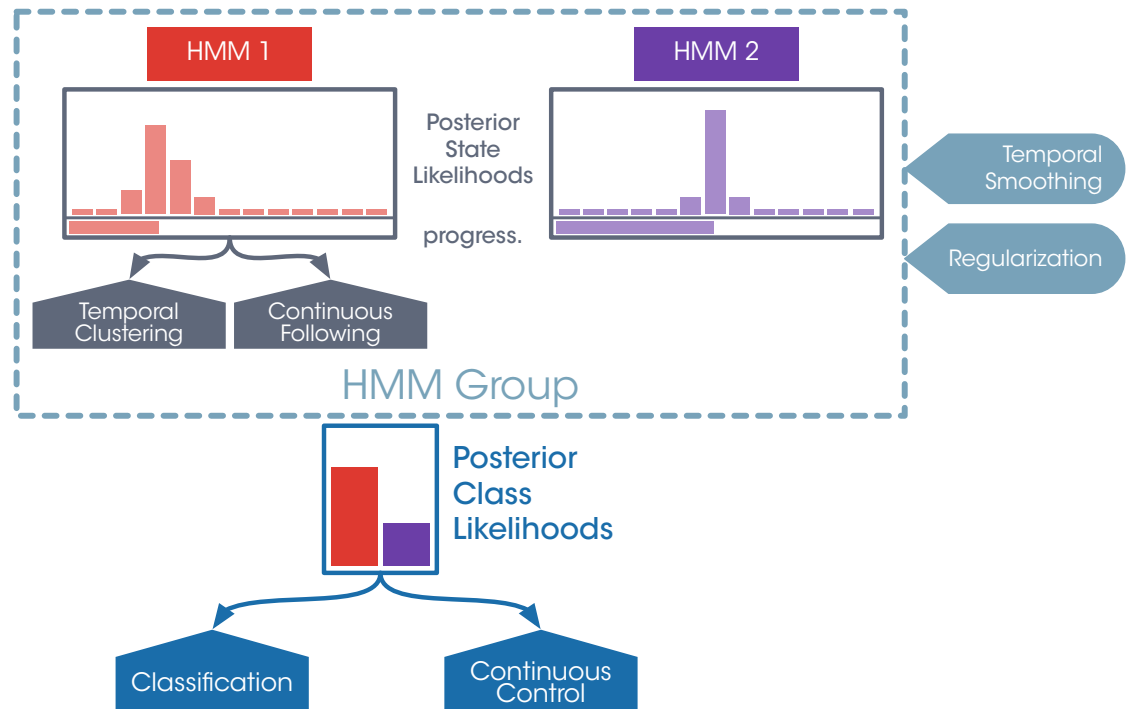 HMM 1
HMM 2
Posterior
State
Likelihoods
progress.
Temporal
Smoothing
Regularization
Temporal
Clustering
Continuous
Following
HMM Group
Posterior
Class
Likelihoods
Classification
Continuous
Control